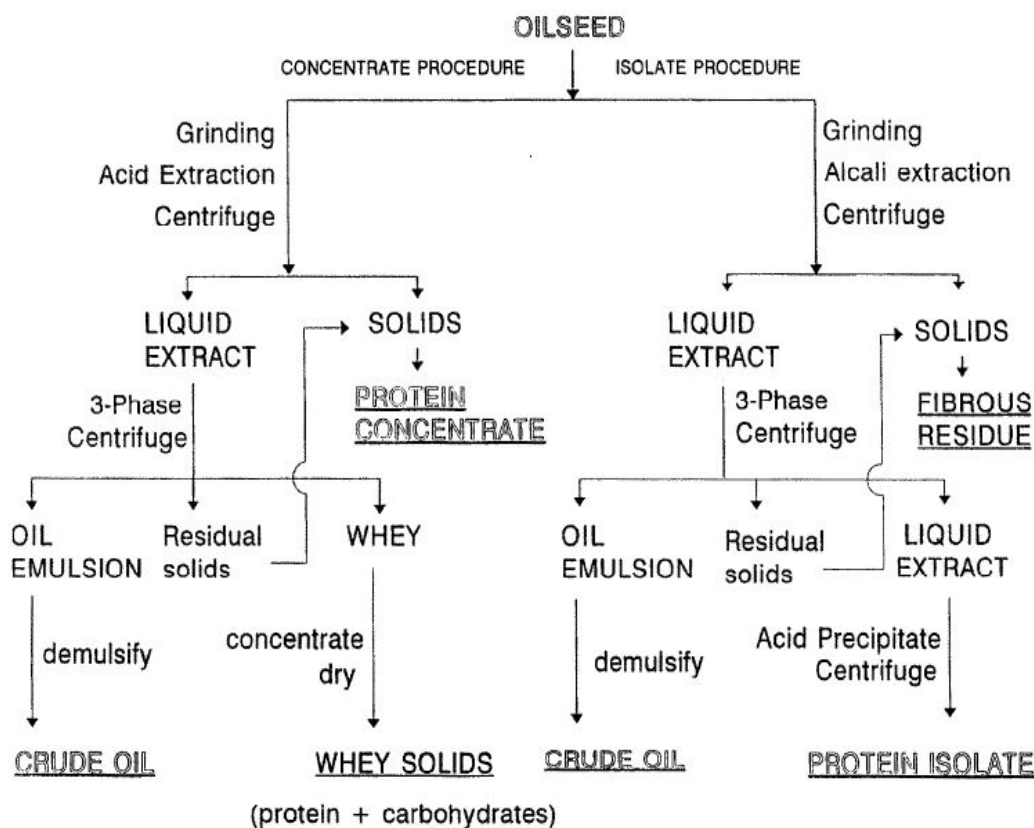 OILSEED
CONCENTRATE PROCEDURE
ISOLATE PROCEDURE
Grinding
Acid Extraction
Centrifuge
Grinding
Alcali extraction
Centrifuge
LIQUID
EXTRACT
SOLIDS
PROTEIN
CONCENTRATE
LIQUID
EXTRACT
SOLIDS
FIBROUS
RESIDUE
3-Phase
Centrifuge
3-Phase
Centrifuge
OIL
EMULSION
Residual
solids
WHEY
OIL
EMULSION
Residual
solids
LIQUID
EXTRACT
demulsify
concentrate
dry
demulsify
Acid Precipitate
Centrifuge
CRUDE OIL
WHEY SOLIDS
(protein + carbohydrates)
CRUDE OIL
PROTEIN ISOLATE